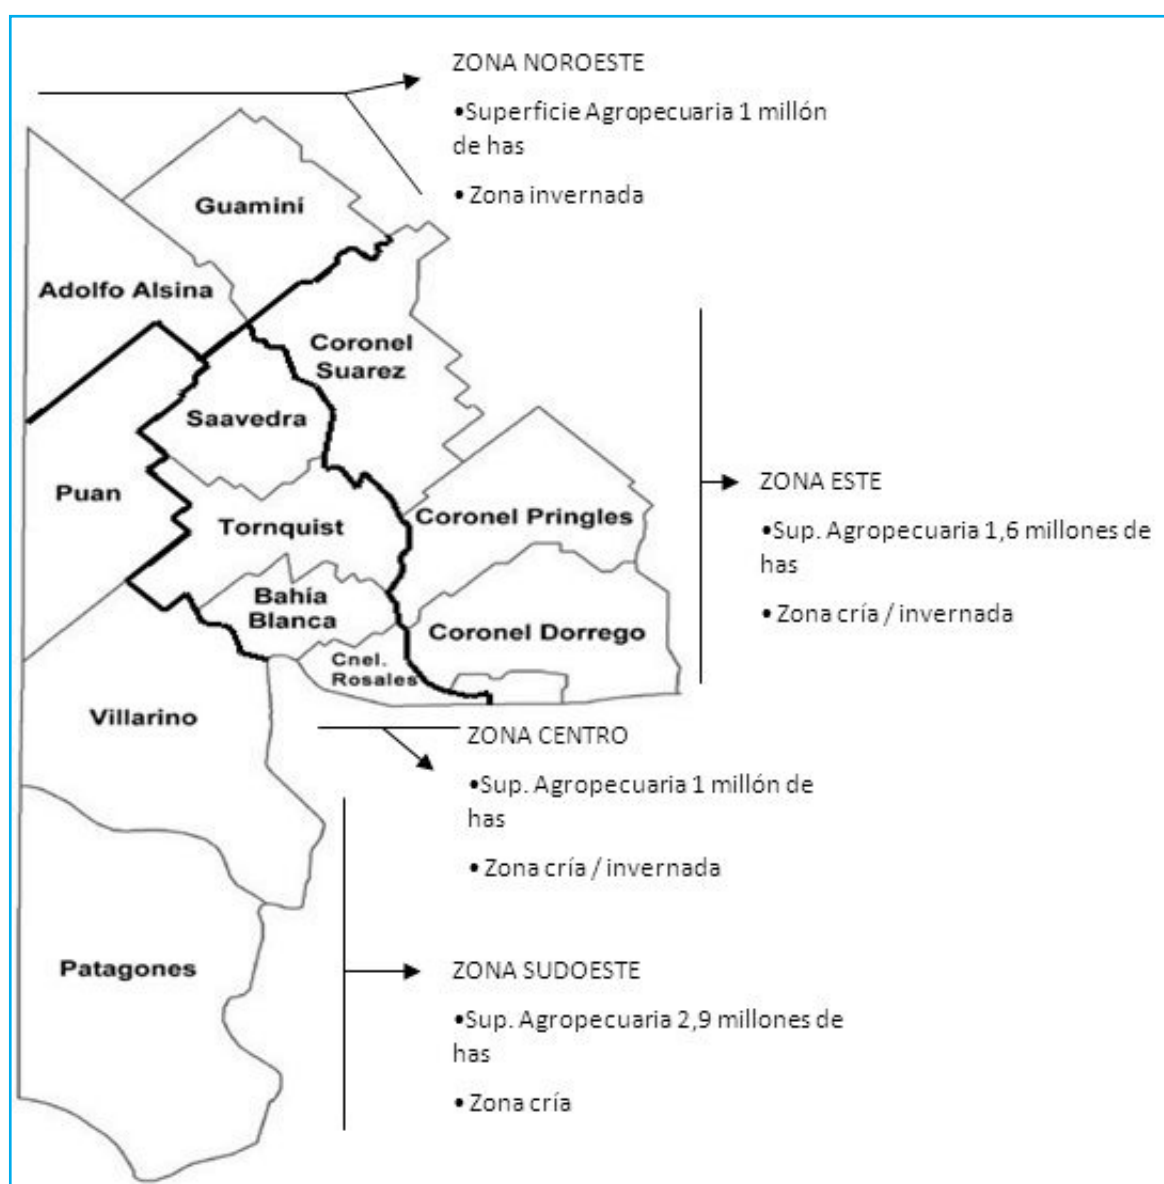 ZONA NOROESTE
•Superficie Agropecuaria 1 millón
de has
• Zona invernada
Guaminí
Adolfo Alsina
Coronel
Suarez
Saavedra
Puan
Tornquist
Coronel Pringles
Bahía
Blanca
Coronel Dorrego
Cnel.
Rosales
Villarino
Patagones
ZONA ESTE
•Sup. Agropecuaria 1,6 millones de
has
• Zona cría / invernada
ZONA CENTRO
•Sup. Agropecuaria 1 millón de
has
• Zona cría / invernada
ZONA SUDOESTE
•Sup. Agropecuaria 2,9 millones de
has
• Zona cría